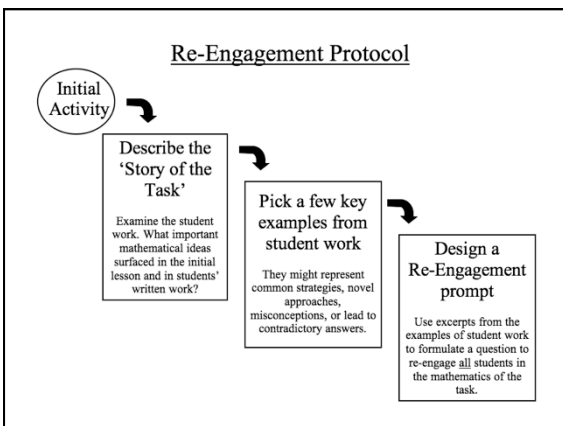 Re-Engagement Protocol
Initial
Activity
Describe the
‘Story of the
Task’
Examine the student
work. What important
mathematical ideas
surfaced in the initial
lesson and in students’
written work?
Pick a few key
examples from
student work
They might represent
common strategies, novel
approaches,
misconceptions, or lead to
contradictory answers.
Design a
Re-Engagement
prompt
Use excerpts from the
examples of student work
to formulate a question to
re-engage all students in
the mathematics of the
task.